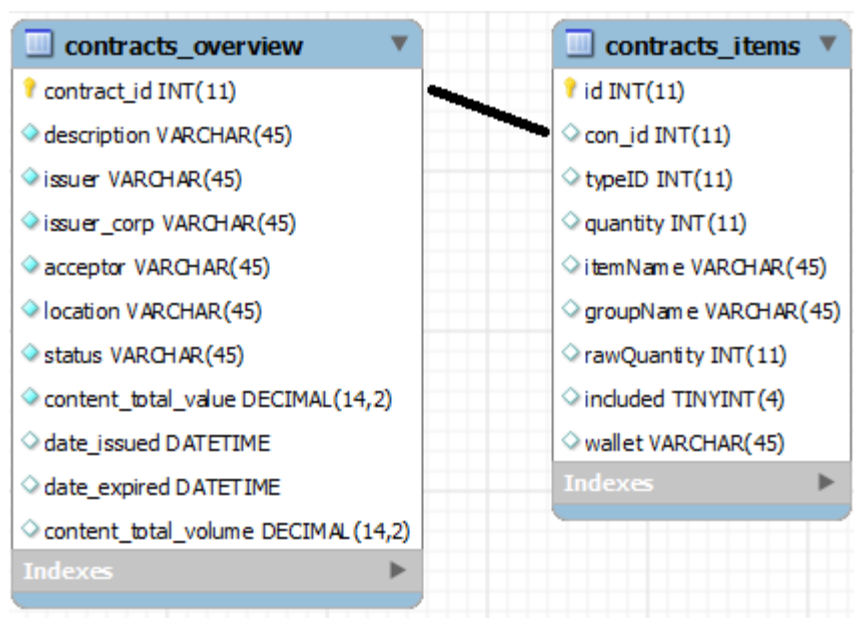 contracts_overview
contract_id INT(11)
description VARCHAR(45)
issuer VARCHAR(45)
issuer_corp VARCHAR(45)
acceptor VARCHAR(45)
location VARCHAR(45)
status VARCHAR(45)
content_total_value DECIMAL(14,2)
date_issued DATETIME
date_expired DATETIME
content_total_volume DECIMAL(14,2)
Indexes
contracts_items
id INT(11)
con_id INT(11)
typeID INT(11)
quantity INT(11)
itemName VARCHAR(45)
groupName VARCHAR(45)
rawQuantity INT(11)
included TINYINT(4)
wallet VARCHAR(45)
Indexes